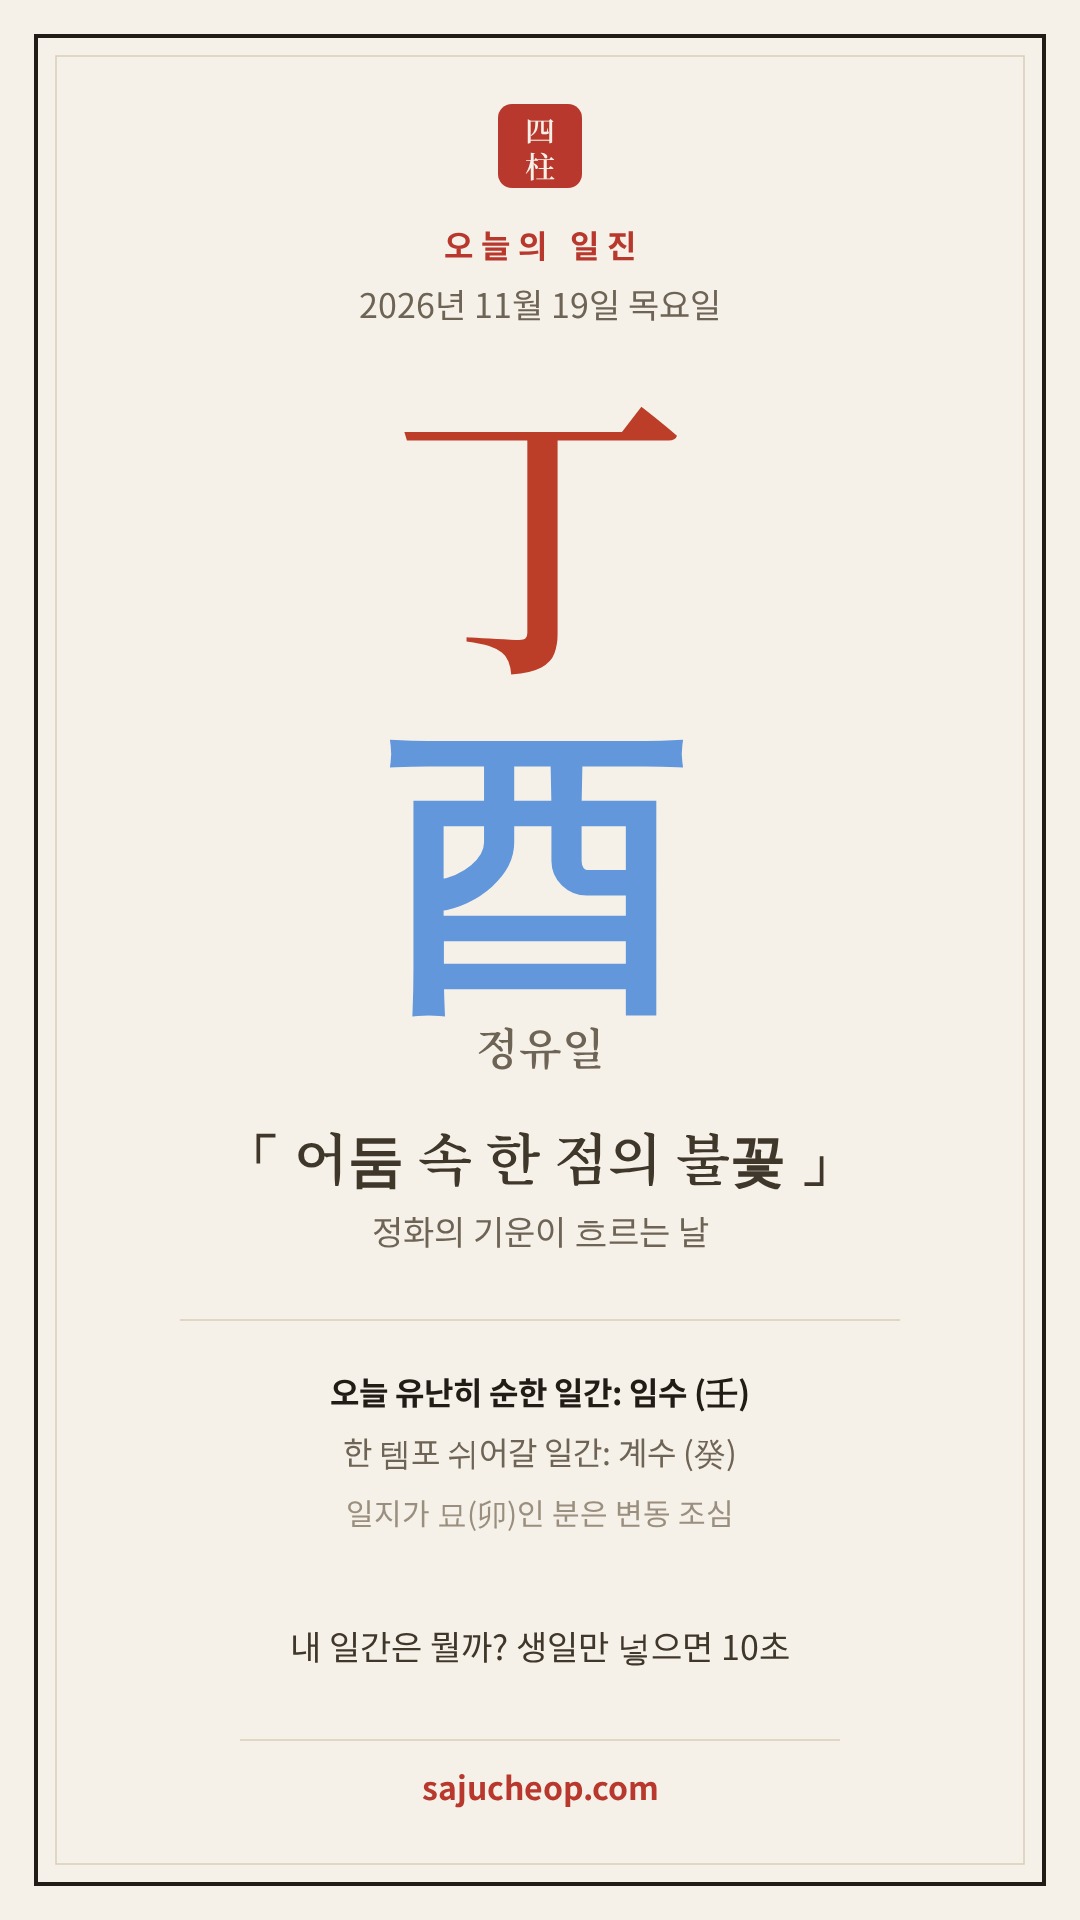 四
柱
오늘의 일진
2026년 11월 19일 목요일
丁
酉
정유일
「 어둠 속 한 점의 불꽃 」
정화의 기운이 흐르는 날
오늘 유난히 순한 일간: 임수 (壬)
한 템포 쉬어갈 일간: 계수 (癸)
일지가 묘(卯)인 분은 변동 조심
내 일간은 뭘까? 생일만 넣으면 10초
sajucheop.com